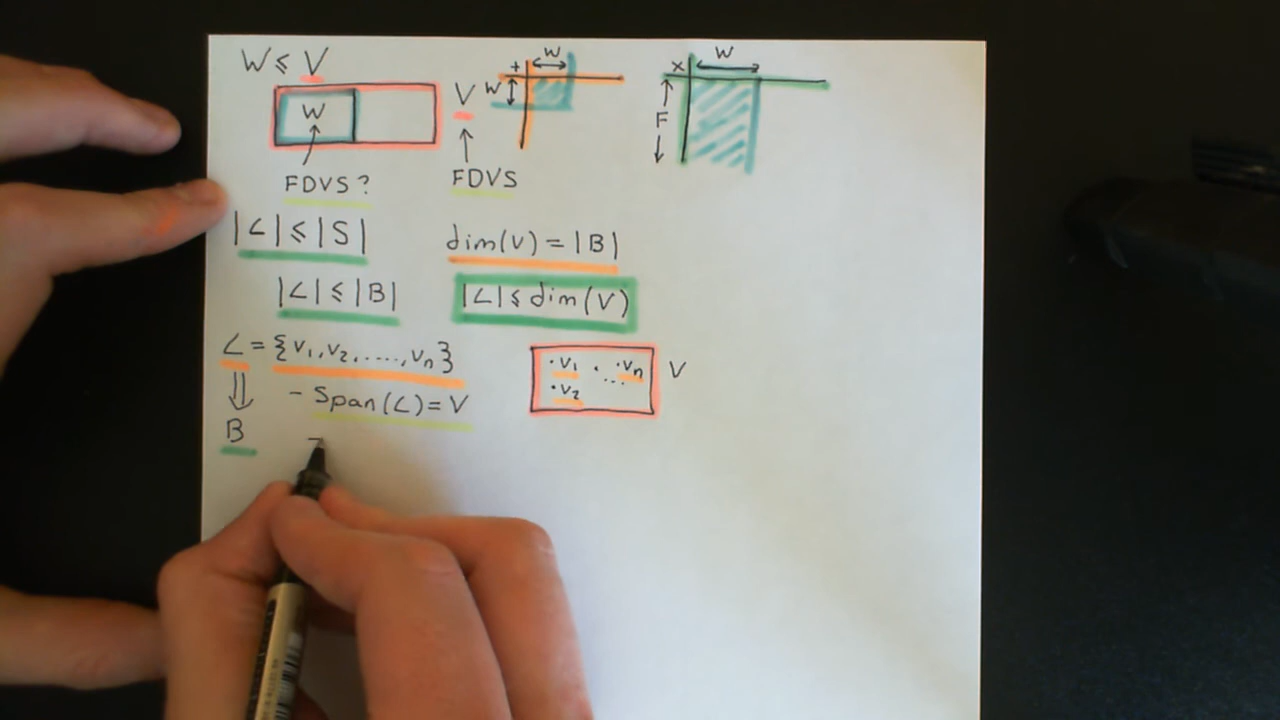 W ≤ V
W
V
FDVS?
FDVS
+ W
W
× W
F
|L| ≤ |S|
dim(V) = |B|
|L| ≤ |B|
|L| ≤ dim(V)
L = {v1, v2, ....., vn}
- Span(L) = V
B
·v1 · ·vn
·v2 ...
V